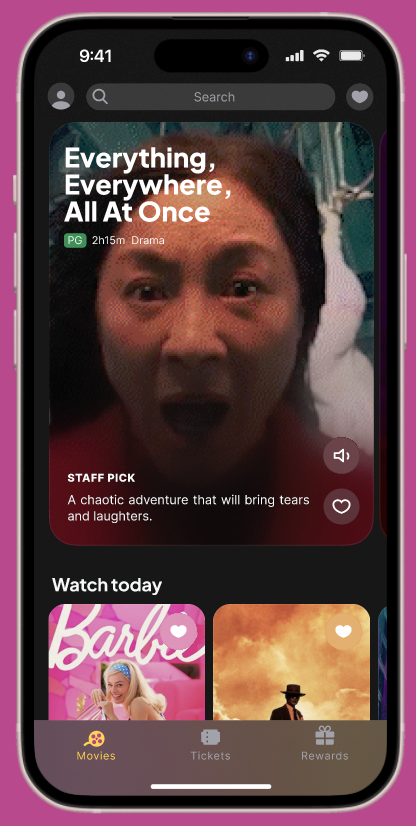 9:41
Search
Everything,
Everywhere,
All At Once
PG 2h15m Drama
STAFF PICK
A chaotic adventure that will bring tears
and laughters.
Watch today
Barbie
Movies Tickets Rewards